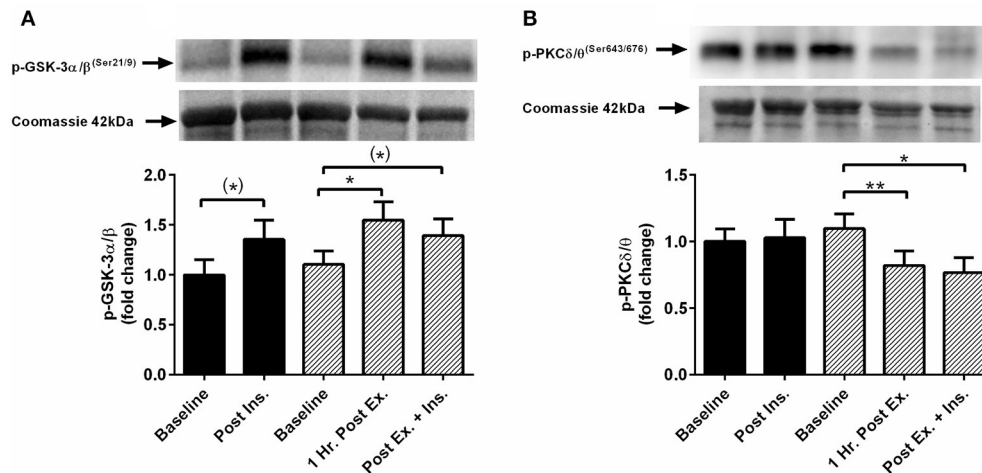 A
p-GSK-3α/β(Ser21/9)
Coomassie 42kDa
(*)
(*)
*
2.0
1.5
1.0
0.5
0.0
p-GSK-3α/β
(fold change)
Baseline
Post Ins.
Baseline
1 Hr. Post Ex.
Post Ex. + Ins.
B
p-PKCδ/θ(Ser643/676)
Coomassie 42kDa
*
**
1.5
1.0
0.5
0.0
p-PKCδ/θ
(fold change)
Baseline
Post Ins.
Baseline
1 Hr. Post Ex.
Post Ex. + Ins.